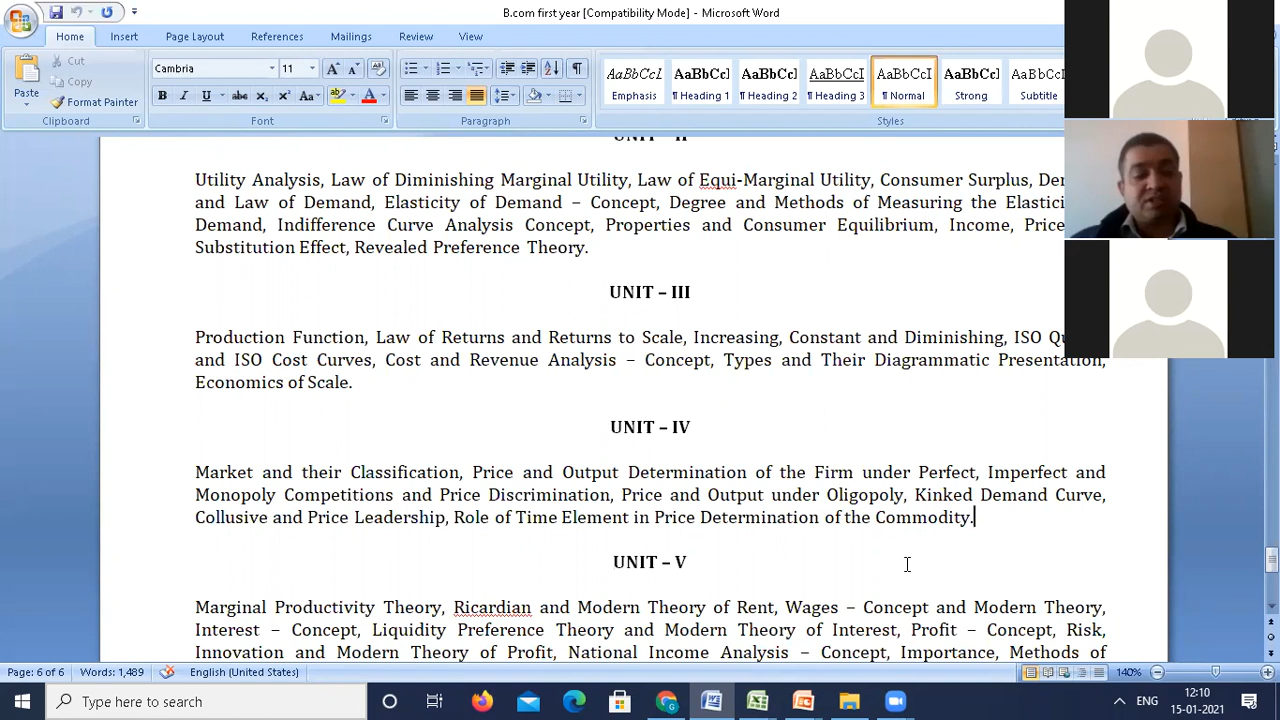 B.com first year [Compatibility Mode] - Microsoft Word
Home Insert Page Layout References Mailings Review View
Paste
Cut
Copy
Format Painter
Clipboard
Cambria 11
Font
Paragraph
AaBbCcI Emphasis
AaBbCc ¶ Heading 1
AaBbCc ¶ Heading 2
AaBbCcI ¶ Heading 3
AaBbCcI ¶ Normal
AaBbCc Strong
AaBbCcI Subtitle
Styles
UNIT – II
Utility Analysis, Law of Diminishing Marginal Utility, Law of Equi-Marginal Utility, Consumer Surplus,
and Law of Demand, Elasticity of Demand – Concept, Degree and Methods of Measuring the
Demand, Indifference Curve Analysis Concept, Properties and Consumer Equilibrium, Income, Price
Substitution Effect, Revealed Preference Theory.
UNIT – III
Production Function, Law of Returns and Returns to Scale, Increasing, Constant and Diminishing, ISO
and ISO Cost Curves, Cost and Revenue Analysis – Concept, Types and Their Diagrammatic Presentation,
Economics of Scale.
UNIT – IV
Market and their Classification, Price and Output Determination of the Firm under Perfect, Imperfect and
Monopoly Competitions and Price Discrimination, Price and Output under Oligopoly, Kinked Demand Curve,
Collusive and Price Leadership, Role of Time Element in Price Determination of the Commodity.
UNIT – V
Marginal Productivity Theory, Ricardian and Modern Theory of Rent, Wages – Concept and Modern Theory,
Interest – Concept, Liquidity Preference Theory and Modern Theory of Interest, Profit – Concept, Risk,
Innovation and Modern Theory of Profit, National Income Analysis – Concept, Importance, Methods of
Page: 6 of 6 Words: 1,489 English (United States) 140%
Type here to search
ENG
12:10
15-01-2021